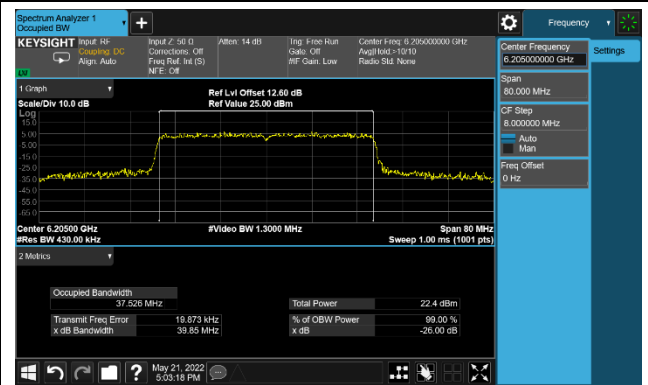 Spectrum Analyzer 1
Occupied BW
Frequency
KEYSIGHT
Input: RF
Coupling: DC
Align: Auto
Input Z: 50 Ω
Corrections: Off
Freq Ref: Int (S)
NFE: Off
Atten: 14 dB
Trig: Free Run
Gate: Off
#IF Gain: Low
Center Freq: 6.205000000 GHz
Avg|Hold:>10/10
Radio Std: None
Center Frequency
6.205000000 GHz
Settings
Span
80.000 MHz
CF Step
8.000000 MHz
Auto
Man
Freq Offset
0 Hz
1 Graph
Scale/Div 10.0 dB
Ref Lvl Offset 12.60 dB
Ref Value 25.00 dBm
Log
15.0
5.00
-5.00
-15.0
-25.0
-35.0
-45.0
-55.0
-65.0
Center 6.20500 GHz
#Video BW 1.3000 MHz
Span 80 MHz
#Res BW 430.00 kHz
Sweep 1.00 ms (1001 pts)
2 Metrics
Occupied Bandwidth
37.526 MHz
Total Power 22.4 dBm
Transmit Freq Error 19.873 kHz
% of OBW Power 99.00 %
x dB Bandwidth 39.85 MHz
x dB -26.00 dB
May 21, 2022
5:03:18 PM